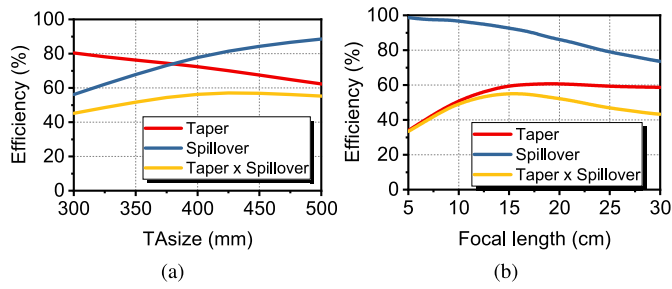 (a)
Efficiency (%)
100
80
60
40
20
0
Taper
Spillover
Taper x Spillover
300 350 400 450 500
TAsize (mm)
(a)
(b)
Efficiency (%)
100
80
60
40
20
0
Taper
Spillover
Taper x Spillover
5 10 15 20 25 30
Focal length (cm)
(b)